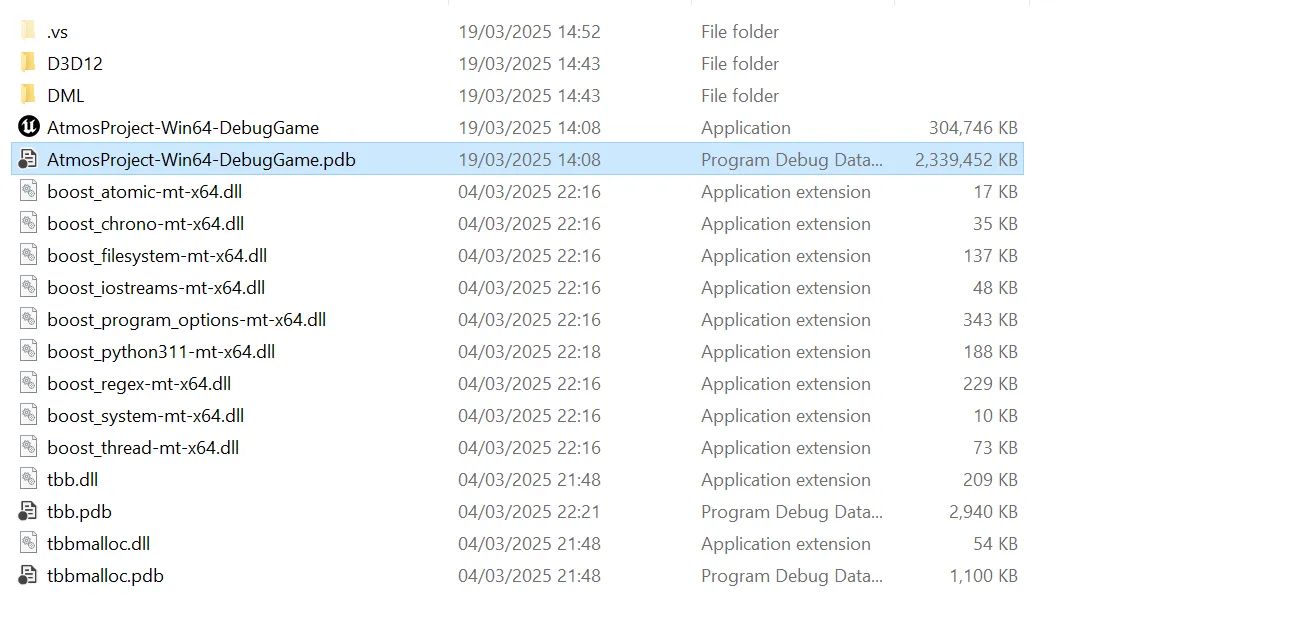 .vs 19/03/2025 14:52 File folder
D3D12 19/03/2025 14:43 File folder
DML 19/03/2025 14:43 File folder
AtmosProject-Win64-DebugGame 19/03/2025 14:08 Application 304,746 KB
AtmosProject-Win64-DebugGame.pdb 19/03/2025 14:08 Program Debug Data... 2,339,452 KB
boost_atomic-mt-x64.dll 04/03/2025 22:16 Application extension 17 KB
boost_chrono-mt-x64.dll 04/03/2025 22:16 Application extension 35 KB
boost_filesystem-mt-x64.dll 04/03/2025 22:16 Application extension 137 KB
boost_iostreams-mt-x64.dll 04/03/2025 22:16 Application extension 48 KB
boost_program_options-mt-x64.dll 04/03/2025 22:16 Application extension 343 KB
boost_python311-mt-x64.dll 04/03/2025 22:18 Application extension 188 KB
boost_regex-mt-x64.dll 04/03/2025 22:16 Application extension 229 KB
boost_system-mt-x64.dll 04/03/2025 22:16 Application extension 10 KB
boost_thread-mt-x64.dll 04/03/2025 22:16 Application extension 73 KB
tbb.dll 04/03/2025 21:48 Application extension 209 KB
tbb.pdb 04/03/2025 22:21 Program Debug Data... 2,940 KB
tbbmalloc.dll 04/03/2025 21:48 Application extension 54 KB
tbbmalloc.pdb 04/03/2025 21:48 Program Debug Data... 1,100 KB